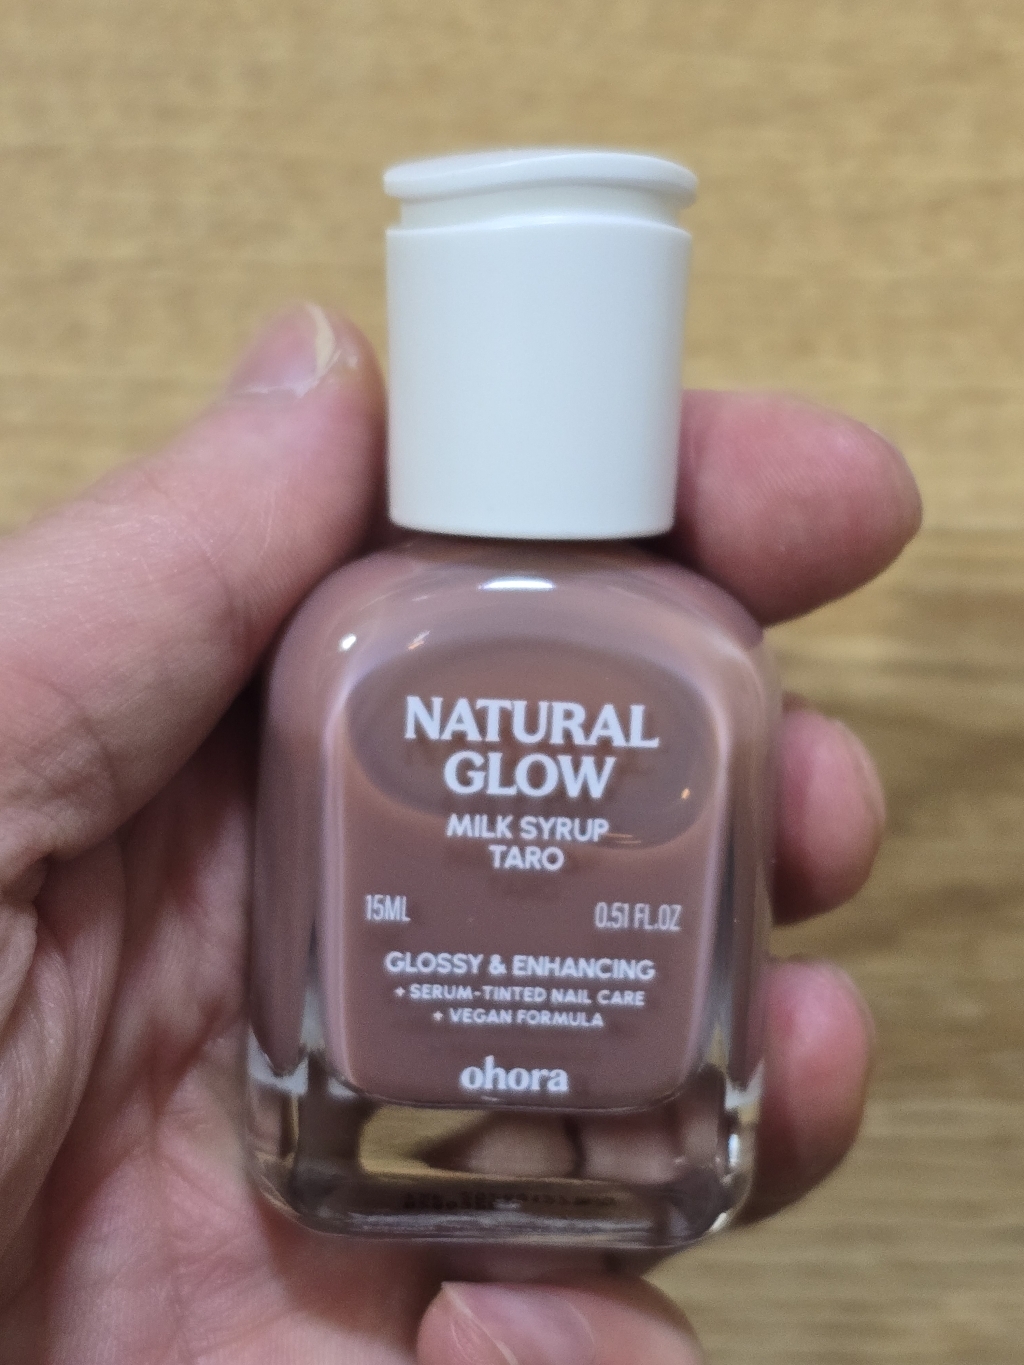 NATURAL
GLOW
MILK SYRUP
TARO
15ML 0.51 FL.OZ
GLOSSY & ENHANCING
+ SERUM-TINTED NAIL CARE
+ VEGAN FORMULA
ohora